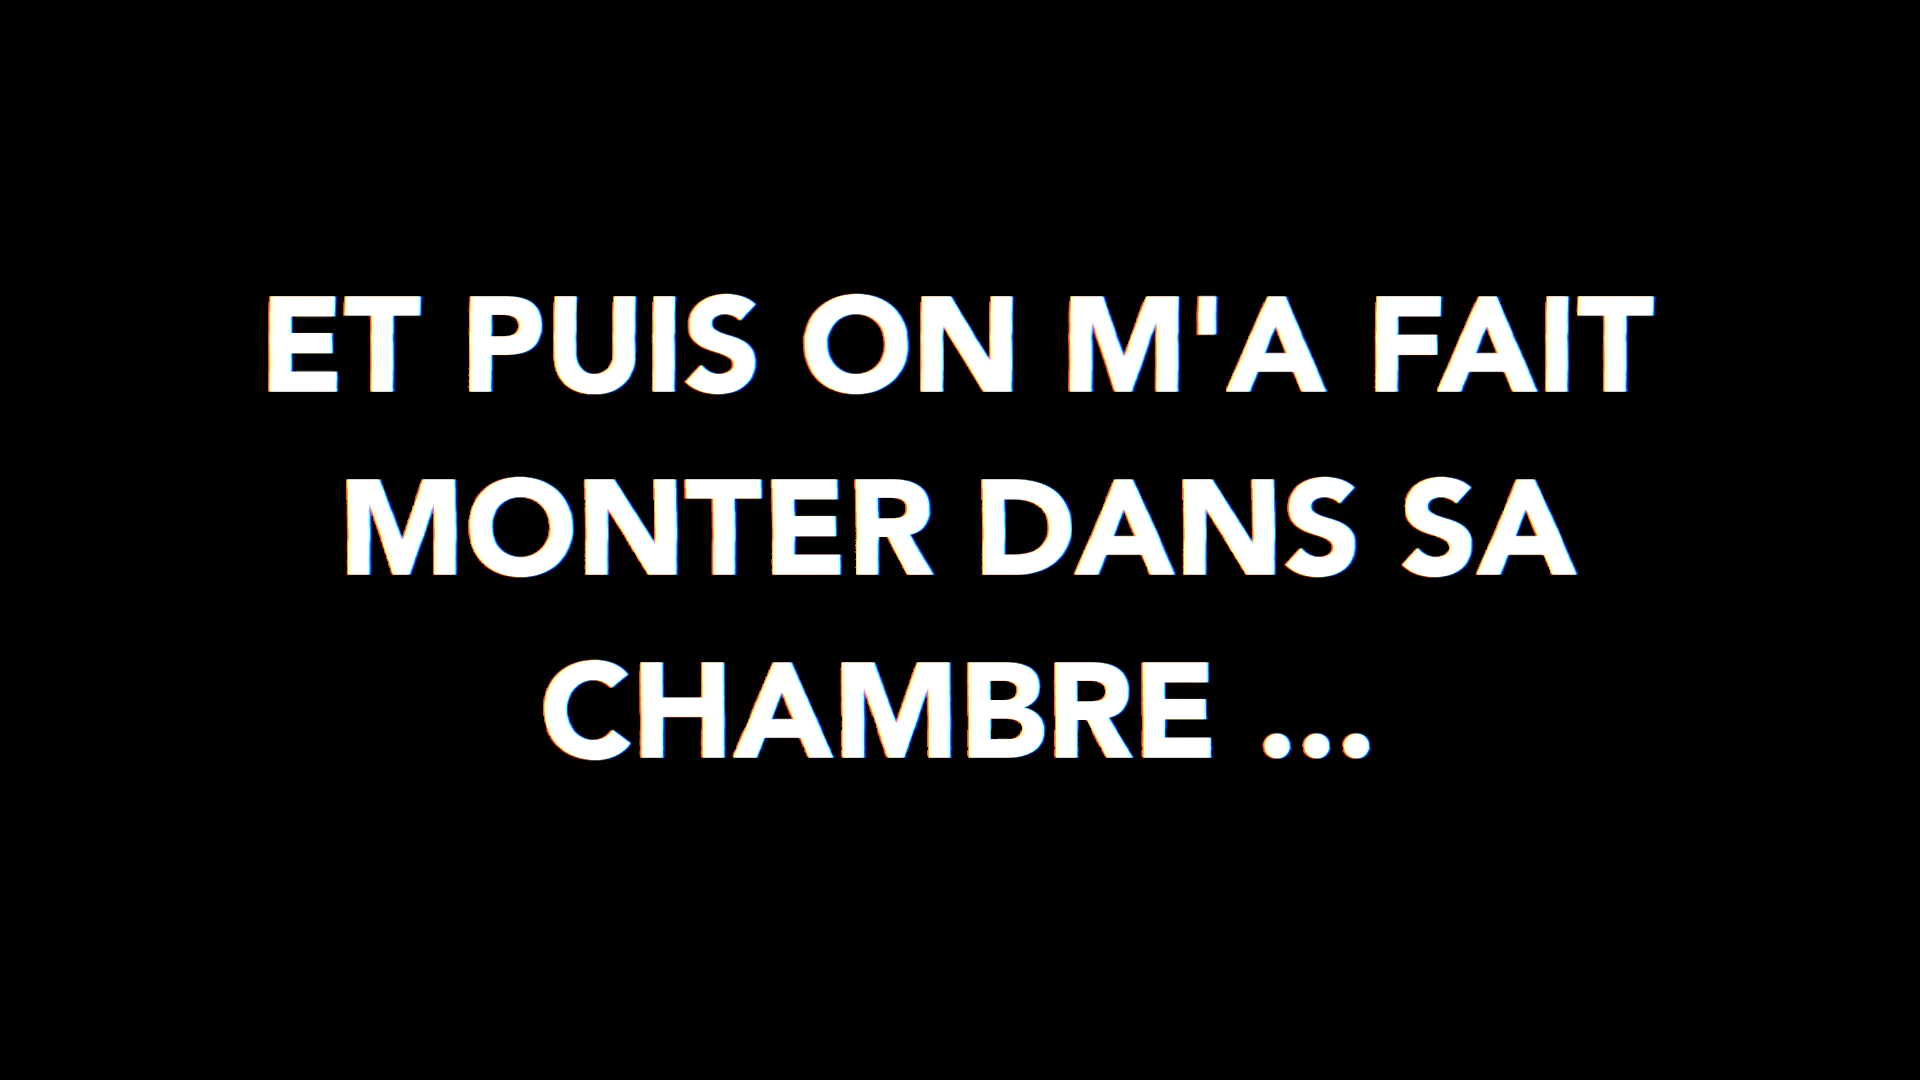 ET PUIS ON M'A FAIT
MONTER DANS SA
CHAMBRE ...